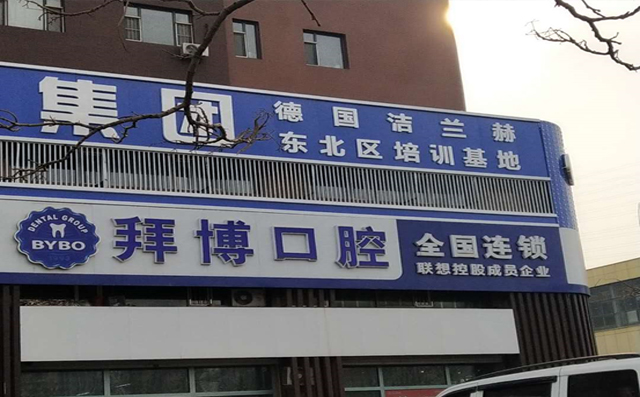 集团
德国洁兰赫
东北区培训基地
DENTAL GROUP
BYBO
拜博口腔
全国连锁
联想控股成员企业